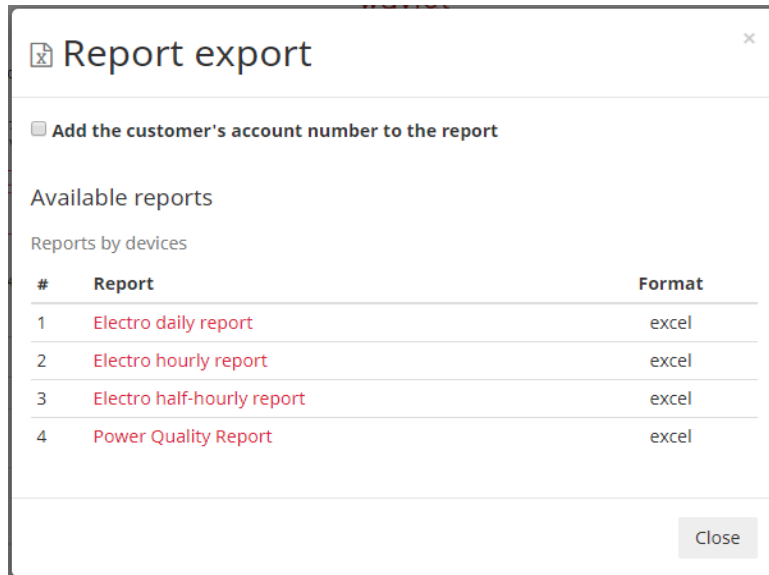 Report export
×
Add the customer's account number to the report
Available reports
Reports by devices
# Report Format
1 Electro daily report excel
2 Electro hourly report excel
3 Electro half-hourly report excel
4 Power Quality Report excel
Close